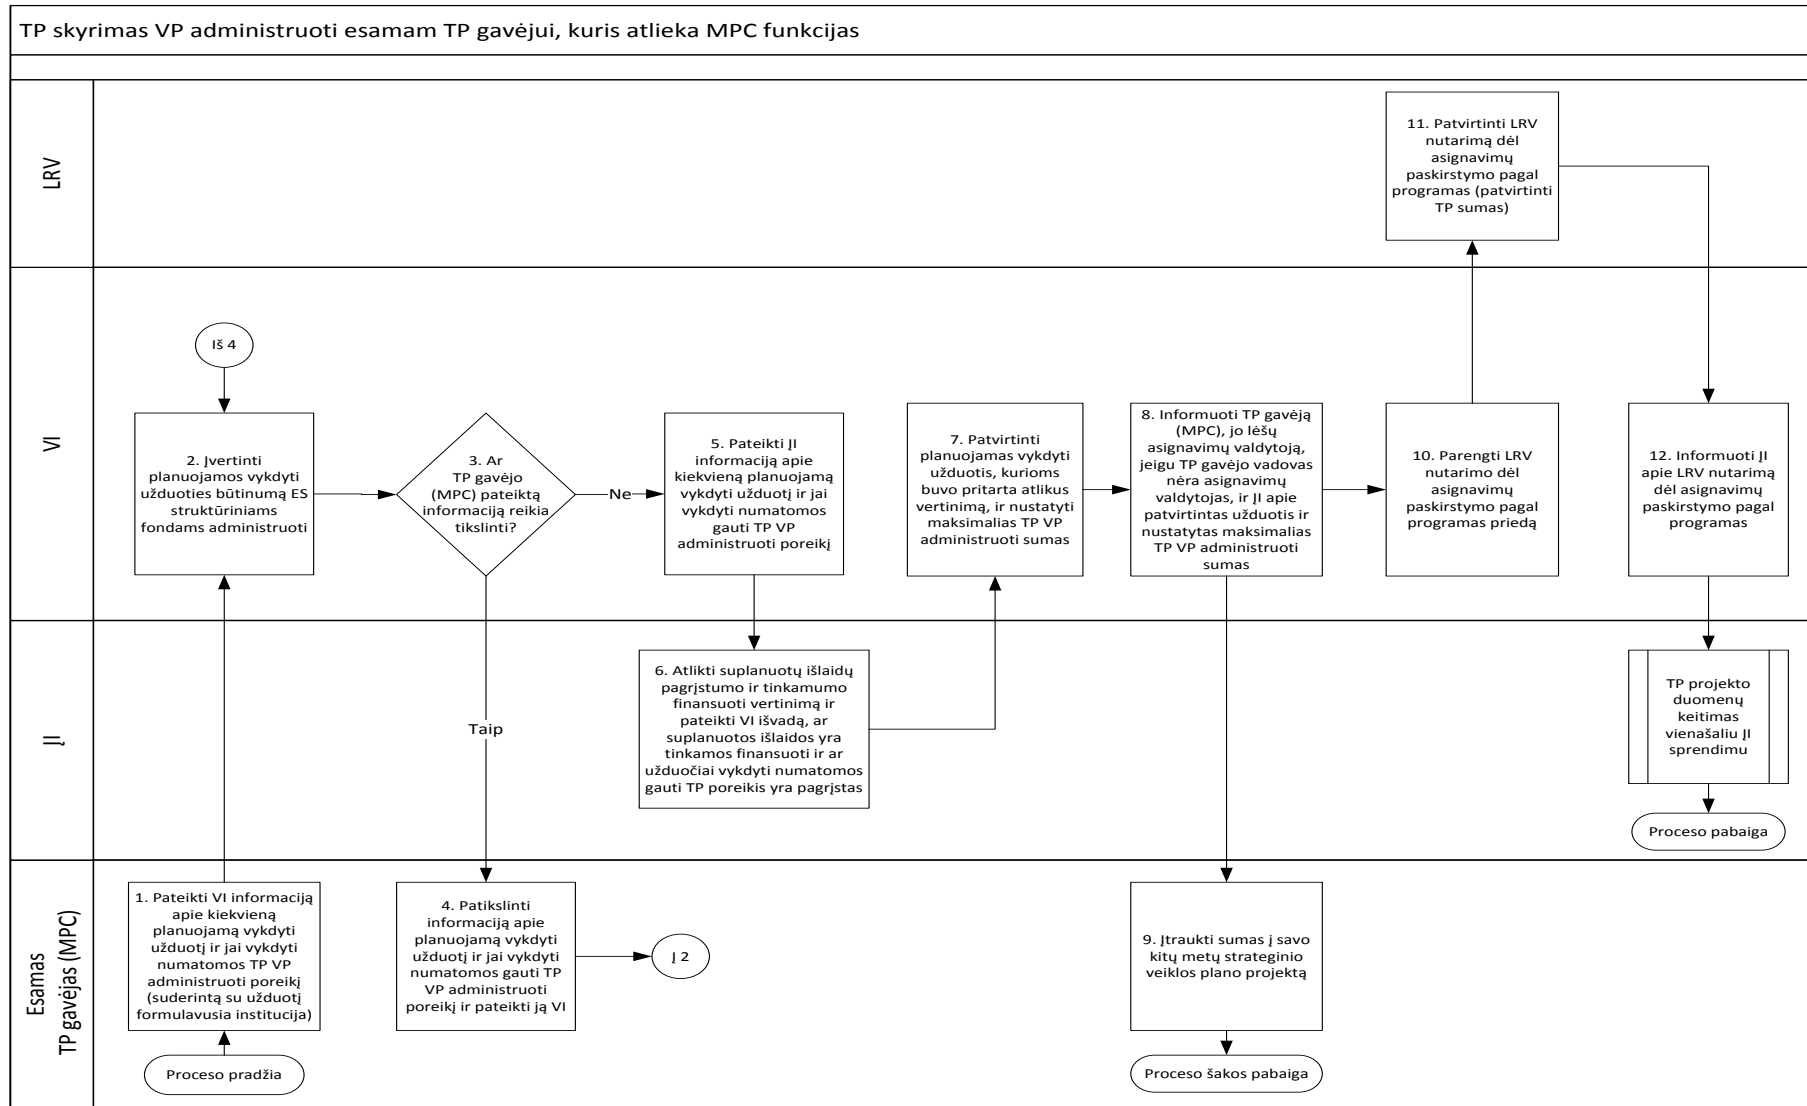 TP skyrimas VP administruoti esamam TP gavėjui, kuris atlieka MPC funkcijas
LRV
11. Patvirtinti LRV
nutarimą dėl
asignavimų
paskirstymo pagal
programas (patvirtinti
TP sumas)
VI
Iš 4
2. Įvertinti
planuojamos vykdyti
užduoties būtinumą ES
struktūriniams
fondams administruoti
3. Ar
TP gavėjo
(MPC) pateiktą
informaciją reikia
tikslinti?
Ne
5. Pateikti ĮI
informaciją apie
kiekvieną planuojamą
vykdyti užduotį ir jai
vykdyti numatomos
gauti TP VP
administruoti poreikį
7. Patvirtinti
planuojamas vykdyti
užduotis, kurioms
buvo pritarta atlikus
vertinimą, ir nustatyti
maksimalias TP VP
administruoti sumas
8. Informuoti TP gavėją
(MPC), jo lėšų
asignavimų valdytoją,
jeigu TP gavėjo vadovas
nėra asignavimų
valdytojas, ir ĮI apie
patvirtintas užduotis ir
nustatytas maksimalias
TP VP administruoti
sumas
10. Parengti LRV
nutarimo dėl
asignavimų
paskirstymo pagal
programas priedą
12. Informuoti ĮI
apie LRV nutarimą
dėl asignavimų
paskirstymo pagal
programas
ĮI
Taip
6. Atlikti suplanuotų išlaidų
pagrįstumo ir tinkamumo
finansuoti vertinimą ir
pateikti VI išvadą, ar
suplanuotos išlaidos yra
tinkamos finansuoti ir ar
užduočiai vykdyti numatomos
gauti TP poreikis yra pagrįstas
TP projekto
duomenų
keitimas
vienašaliu ĮI
sprendimu
Proceso pabaiga
Esamas
TP gavėjas (MPC)
1. Pateikti VI informaciją
apie kiekvieną
planuojamą vykdyti
užduotį ir jai vykdyti
numatomos TP VP
administruoti poreikį
(suderintą su užduotį
formulavusia institucija)
Proceso pradžia
4. Patikslinti
informaciją apie
planuojamą vykdyti
užduotį ir jai vykdyti
numatomos gauti TP
VP administruoti
poreikį ir pateikti ją VI
Į 2
9. Įtraukti sumas į savo
kitų metų strateginio
veiklos plano projektą
Proceso šakos pabaiga